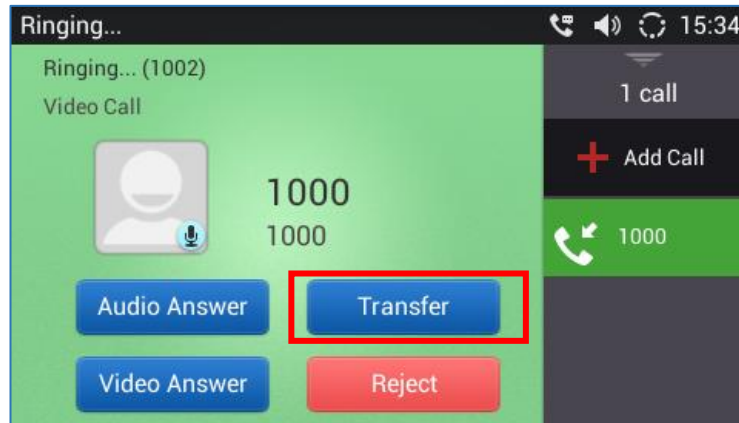 Ringing...
15:34
Ringing... (1002)
Video Call
1000
1000
Audio Answer
Transfer
Video Answer
Reject
1 call
Add Call
1000